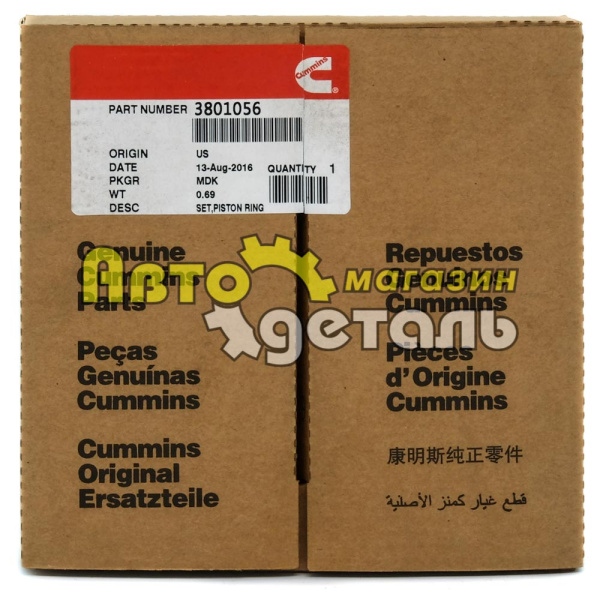 Cummins
PART NUMBER 3801056
ORIGIN US
DATE 13-Aug-2016 QUANTITY 1
PKGR MDK
WT 0.69
DESC SET,PISTON RING
Genuine
Cummins
Parts
Peças
Genuínas
Cummins
Cummins
Original
Ersatzteile
Repuestos
Genuinos
Cummins
Pièces
d'Origine
Cummins
康明斯纯正零件
قطع غيار كمنز الأصلية
Авто магазин
деталь